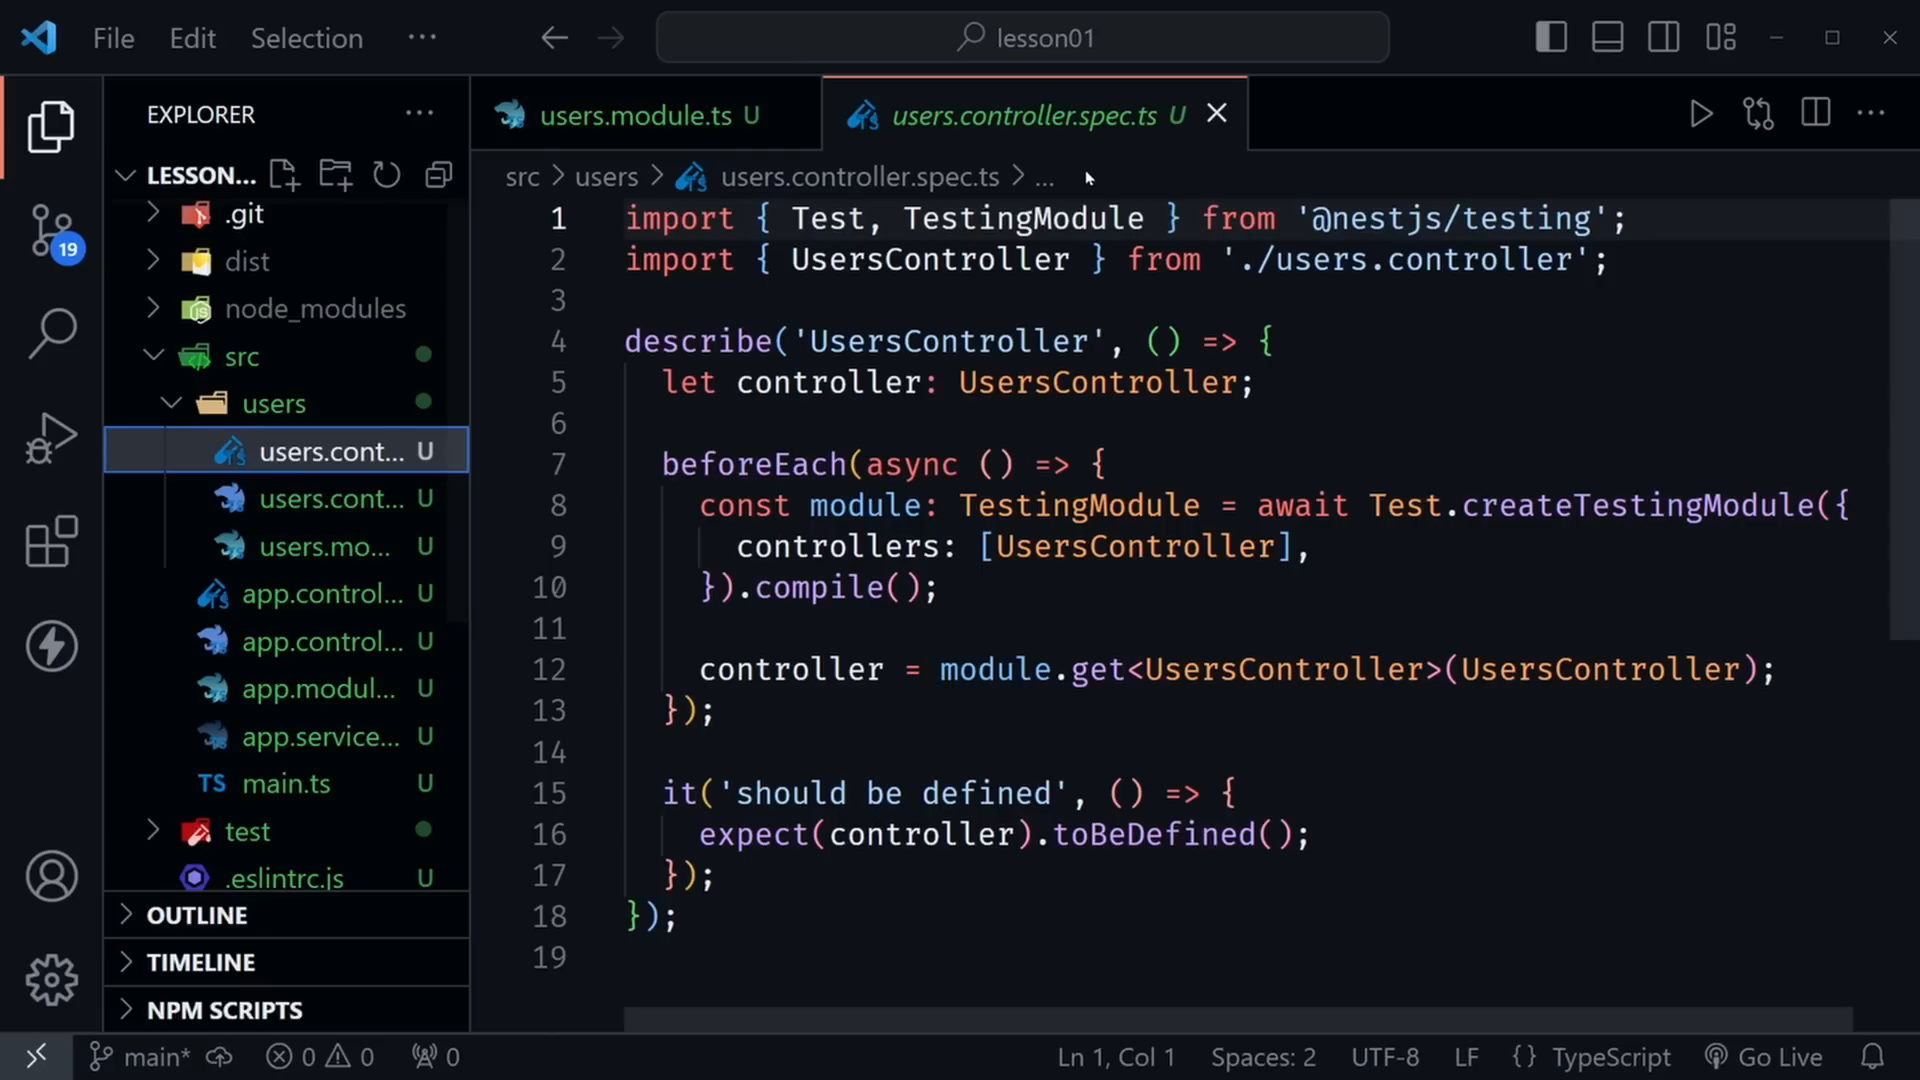 File Edit Selection ···
lesson01
EXPLORER ···
LESSON...
.git
dist
node_modules
src
users
users.cont... U
users.cont... U
users.mo... U
app.control... U
app.control... U
app.modul... U
app.service... U
TS main.ts U
test
.eslintrc.js U
OUTLINE
TIMELINE
NPM SCRIPTS
19
users.module.ts U
users.controller.spec.ts U
src > users > users.controller.spec.ts > ...
1 import { Test, TestingModule } from '@nestjs/testing';
2 import { UsersController } from './users.controller';
3
4 describe('UsersController', () => {
5 let controller: UsersController;
6
7 beforeEach(async () => {
8 const module: TestingModule = await Test.createTestingModule({
9 controllers: [UsersController],
10 }).compile();
11
12 controller = module.get<UsersController>(UsersController);
13 });
14
15 it('should be defined', () => {
16 expect(controller).toBeDefined();
17 });
18 });
19
main* 0 0 0 Ln 1, Col 1 Spaces: 2 UTF-8 LF {} TypeScript Go Live